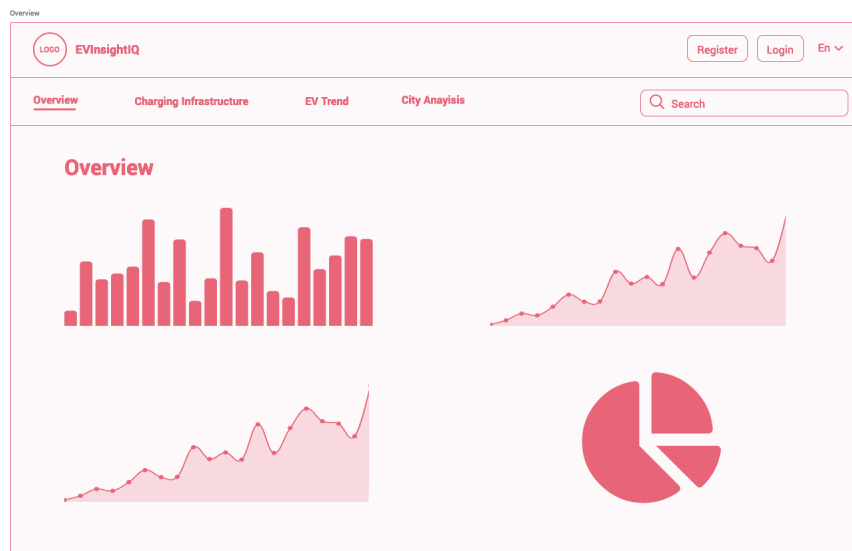 Overview
LOGO EVInsightIQ Register Login En
Overview Charging Infrastructure EV Trend City Anayisis Search
Overview